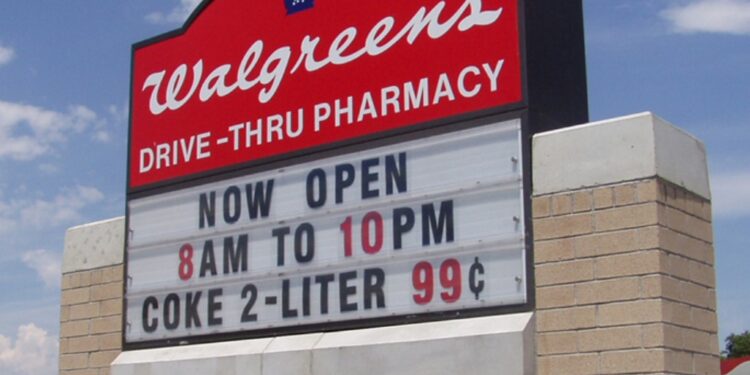 Walgreens
DRIVE-THRU PHARMACY
NOW OPEN
8AM TO 10PM
COKE 2-LITER 99¢